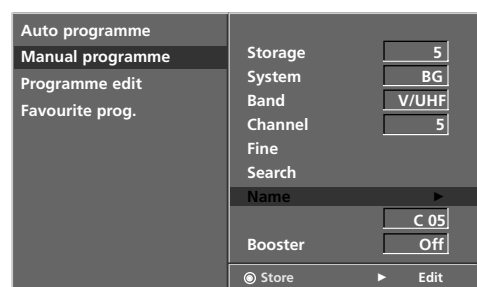 Auto programme
Manual programme
Programme edit
Favourite prog.
Storage 5
System BG
Band V/UHF
Channel 5
Fine
Search
Name ►
C 05
Booster Off
◉ Store ► Edit